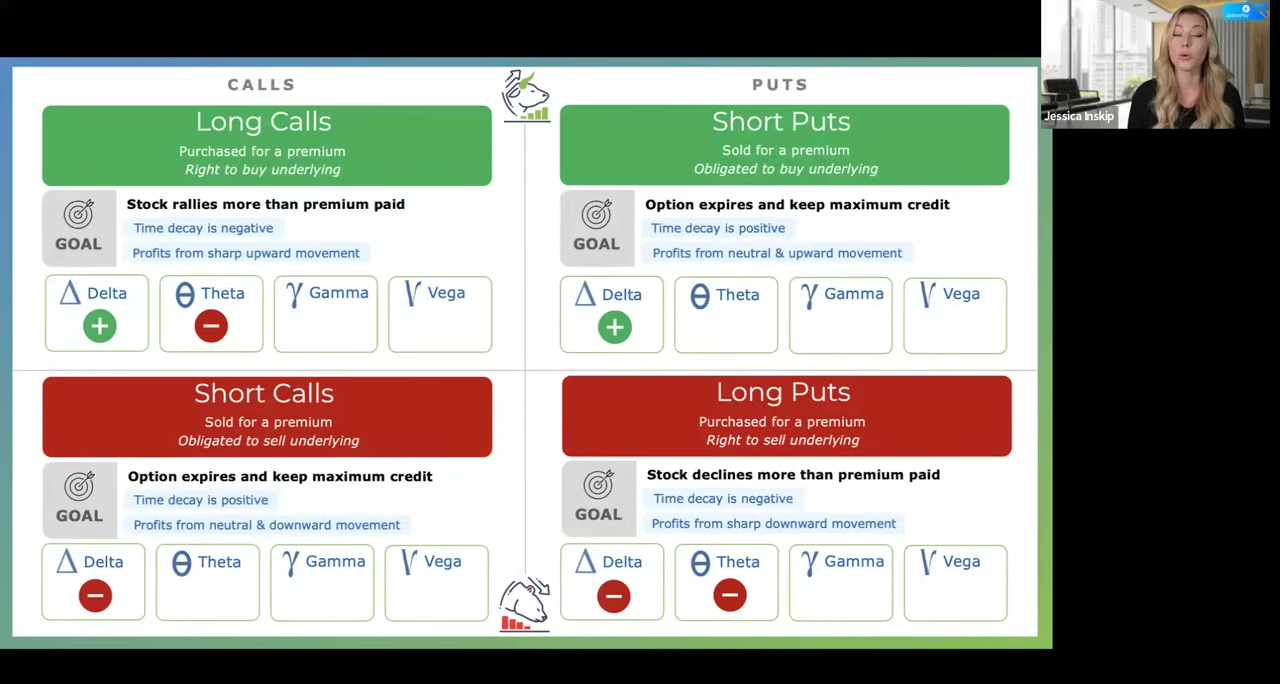 CALLS
Long Calls
Purchased for a premium
Right to buy underlying
GOAL
Stock rallies more than premium paid
Time decay is negative
Profits from sharp upward movement
Δ Delta
θ Theta
γ Gamma
V Vega
+
−
PUTS
Short Puts
Sold for a premium
Obligated to buy underlying
GOAL
Option expires and keep maximum credit
Time decay is positive
Profits from neutral & upward movement
Δ Delta
θ Theta
γ Gamma
V Vega
+
Short Calls
Sold for a premium
Obligated to sell underlying
GOAL
Option expires and keep maximum credit
Time decay is positive
Profits from neutral & downward movement
Δ Delta
θ Theta
γ Gamma
V Vega
−
Long Puts
Purchased for a premium
Right to sell underlying
GOAL
Stock declines more than premium paid
Time decay is negative
Profits from sharp downward movement
Δ Delta
θ Theta
γ Gamma
V Vega
−
−
Jessica Inskip